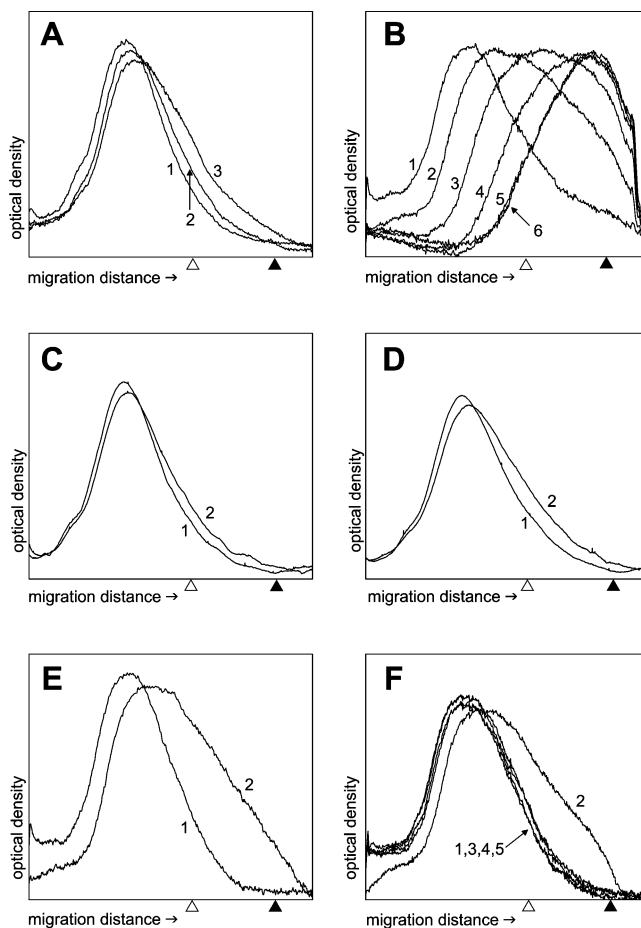 A
optical density
1
2
3
migration distance →
B
optical density
1
2
3
4
5
6
migration distance →
C
optical density
1
2
migration distance →
D
optical density
1
2
migration distance →
E
optical density
1
2
migration distance →
F
optical density
2
1,3,4,5
migration distance →